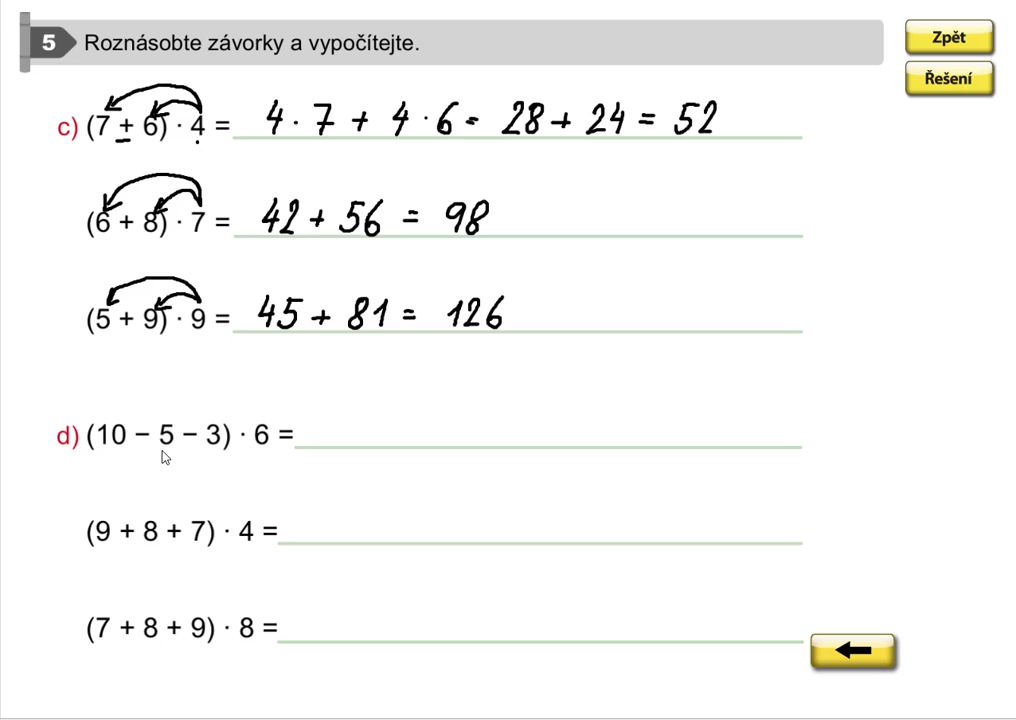 5 Roznásobte závorky a vypočítejte.
Zpět
Řešení
c) (7 + 6) · 4 = 4 · 7 + 4 · 6 = 28 + 24 = 52
(6 + 8) · 7 = 42 + 56 = 98
(5 + 9) · 9 = 45 + 81 = 126
d) (10 − 5 − 3) · 6 =
(9 + 8 + 7) · 4 =
(7 + 8 + 9) · 8 =